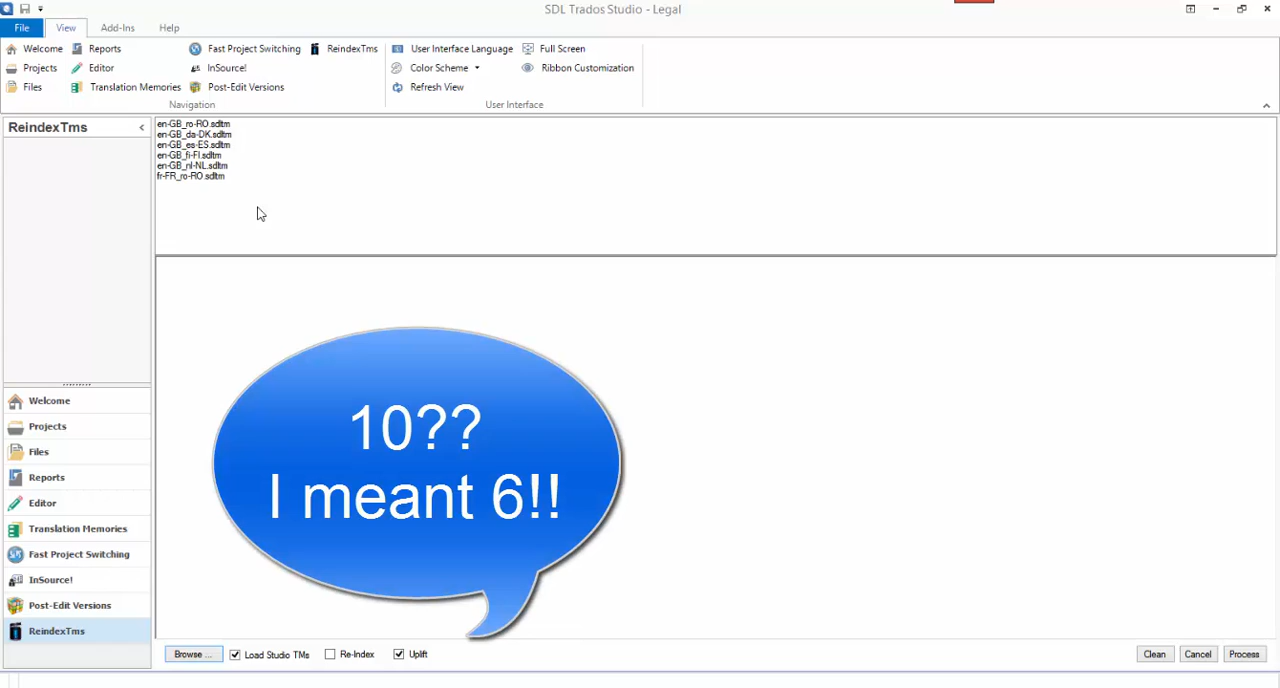 SDL Trados Studio - Legal
File View Add-Ins Help
Welcome Reports Fast Project Switching ReindexTms User Interface Language Full Screen
Projects Editor InSource! Color Scheme Ribbon Customization
Files Translation Memories Post-Edit Versions Refresh View
Navigation User Interface
ReindexTms
en-GB_ro-RO.sdltm
en-GB_da-DK.sdltm
en-GB_es-ES.sdltm
en-GB_fi-FI.sdltm
en-GB_nl-NL.sdltm
fr-FR_ro-RO.sdltm
10??
I meant 6!!
Welcome
Projects
Files
Reports
Editor
Translation Memories
Fast Project Switching
InSource!
Post-Edit Versions
ReindexTms
Browse ... Load Studio TMs Re-Index Uplift Clean Cancel Process